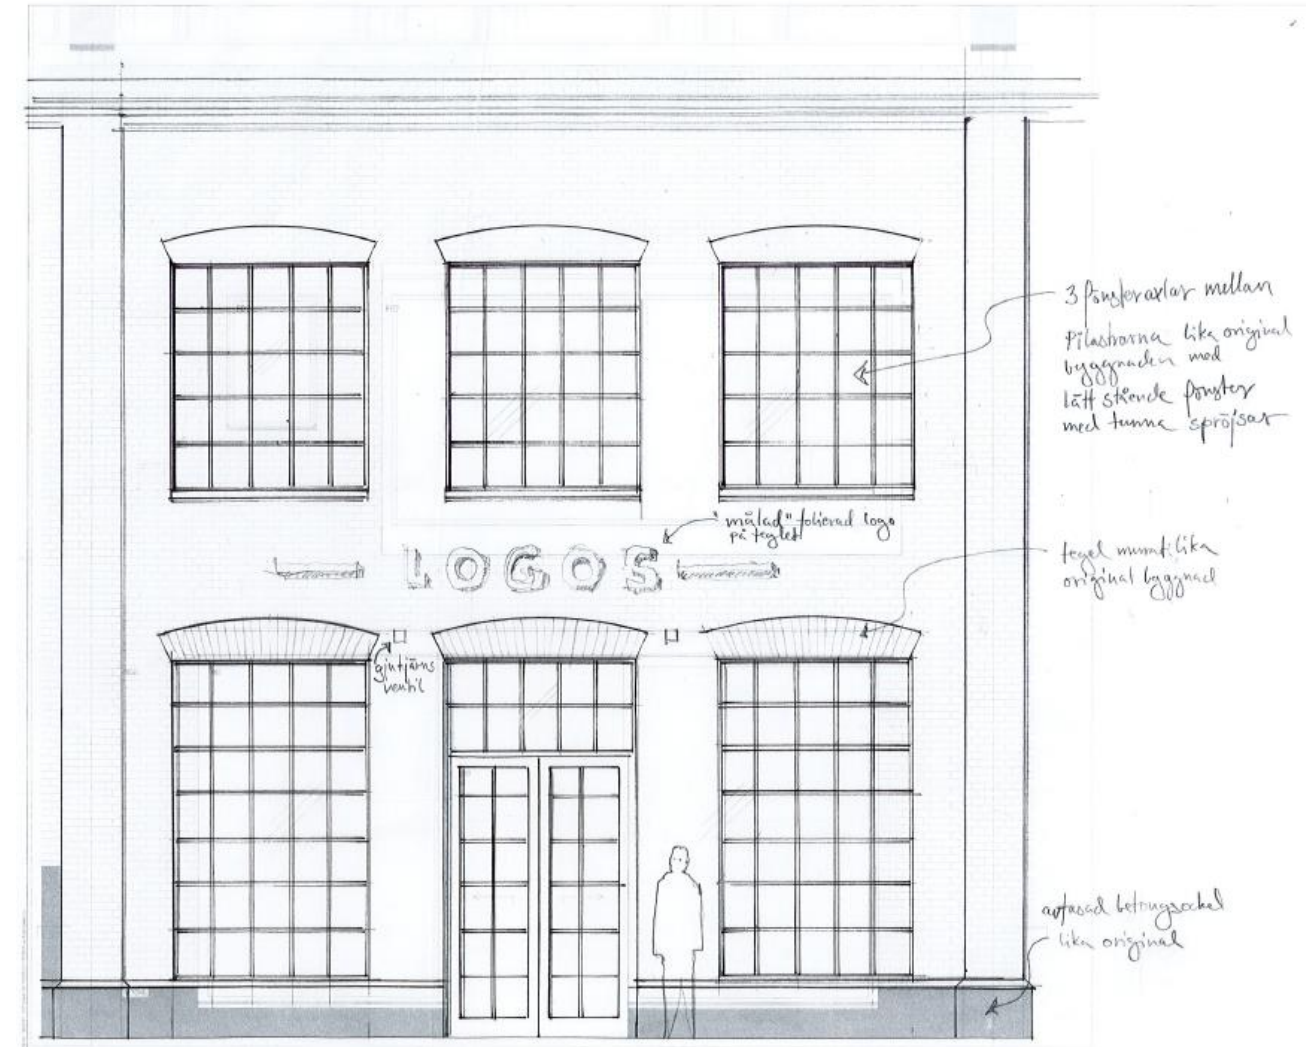 3 fönsteraxlar mellan
Pilastrarna lika original
byggnaden med
lätt stående fönster
med tunna spröjsar
"målad" folierad logo
på teglet
LOGOS
tegel murat lika
original byggnad
gjutjärns
ventil
avfasad betongsockel
lika original